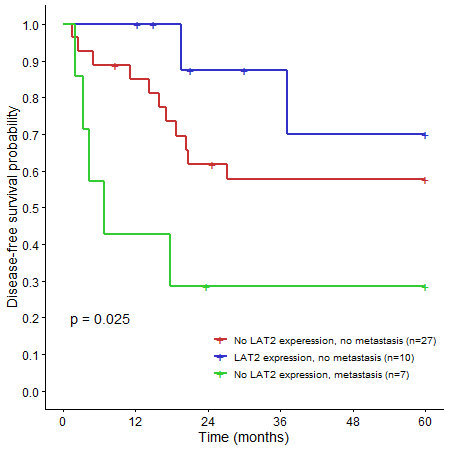 Disease-free survival probability
1.0
0.9
0.8
0.7
0.6
0.5
0.4
0.3
0.2
0.1
0.0
p = 0.025
No LAT2 experession, no metastasis (n=27)
LAT2 expression, no metastasis (n=10)
No LAT2 expression, metastasis (n=7)
0 12 24 36 48 60
Time (months)